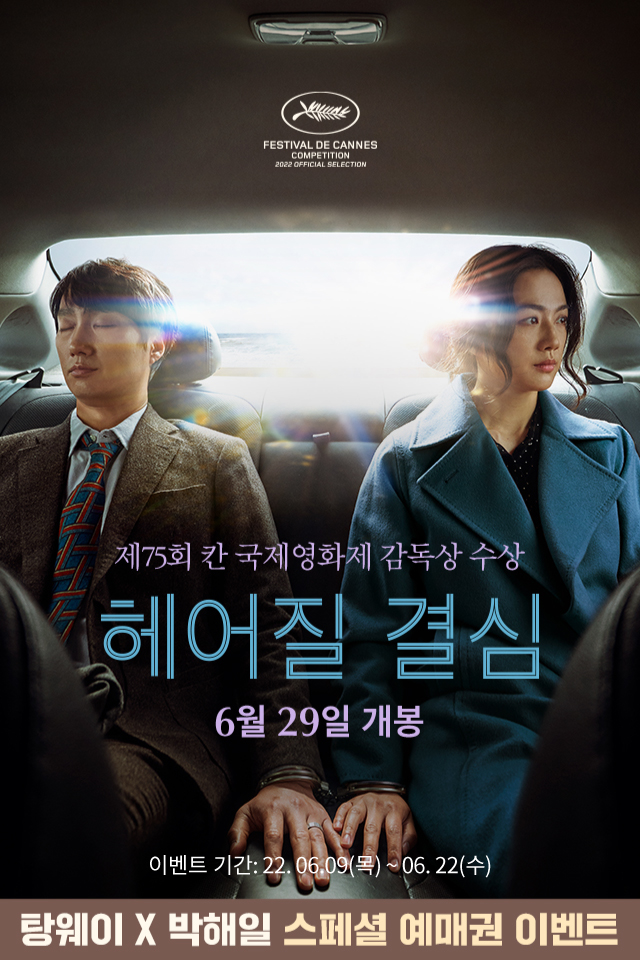 FESTIVAL DE CANNES
COMPETITION
2022 OFFICIAL SELECTION
제75회 칸 국제영화제 감독상 수상
헤어질 결심
6월 29일 개봉
이벤트 기간: 22. 06.09(목) ~ 06. 22(수)
탕웨이 X 박해일 스페셜 예매권 이벤트